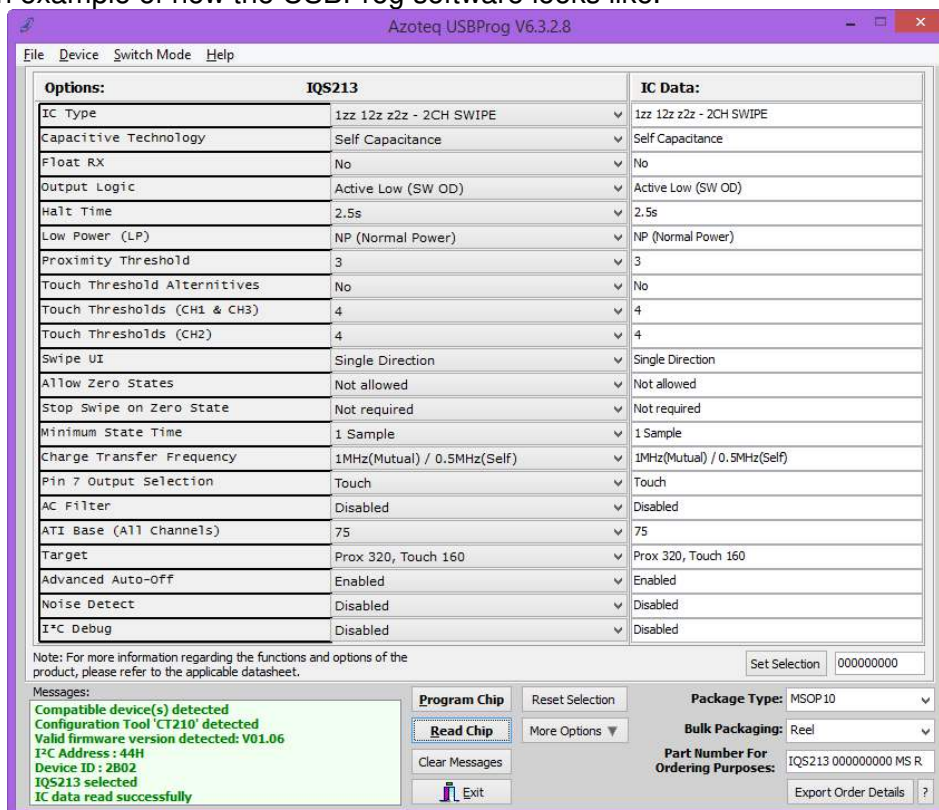 n example of how the USBProg software looks like.
Azoteq USBProg V6.3.2.8
File Device Switch Mode Help
Options: IQS213 IC Data:
IC Type 1zz 12z z2z - 2CH SWIPE 1zz 12z z2z - 2CH SWIPE
Capacitive Technology Self Capacitance Self Capacitance
Float RX No No
Output Logic Active Low (SW OD) Active Low (SW OD)
Halt Time 2.5s 2.5s
Low Power (LP) NP (Normal Power) NP (Normal Power)
Proximity Threshold 3 3
Touch Threshold Alternitives No No
Touch Thresholds (CH1 & CH3) 4 4
Touch Thresholds (CH2) 4 4
Swipe UI Single Direction Single Direction
Allow Zero States Not allowed Not allowed
Stop Swipe on Zero State Not required Not required
Minimum State Time 1 Sample 1 Sample
Charge Transfer Frequency 1MHz(Mutual) / 0.5MHz(Self) 1MHz(Mutual) / 0.5MHz(Self)
Pin 7 Output Selection Touch Touch
AC Filter Disabled Disabled
ATI Base (All Channels) 75 75
Target Prox 320, Touch 160 Prox 320, Touch 160
Advanced Auto-Off Enabled Enabled
Noise Detect Disabled Disabled
I²C Debug Disabled Disabled
Note: For more information regarding the functions and options of the
product, please refer to the applicable datasheet.
Set Selection 000000000
Messages:
Compatible device(s) detected
Configuration Tool 'CT210' detected
Valid firmware version detected: V01.06
I²C Address : 44H
Device ID : 2B02
IQS213 selected
IC data read successfully
Program Chip Reset Selection
Read Chip More Options ▼
Clear Messages
Exit
Package Type: MSOP10
Bulk Packaging: Reel
Part Number For
Ordering Purposes: IQS213 000000000 MS R
Export Order Details ?